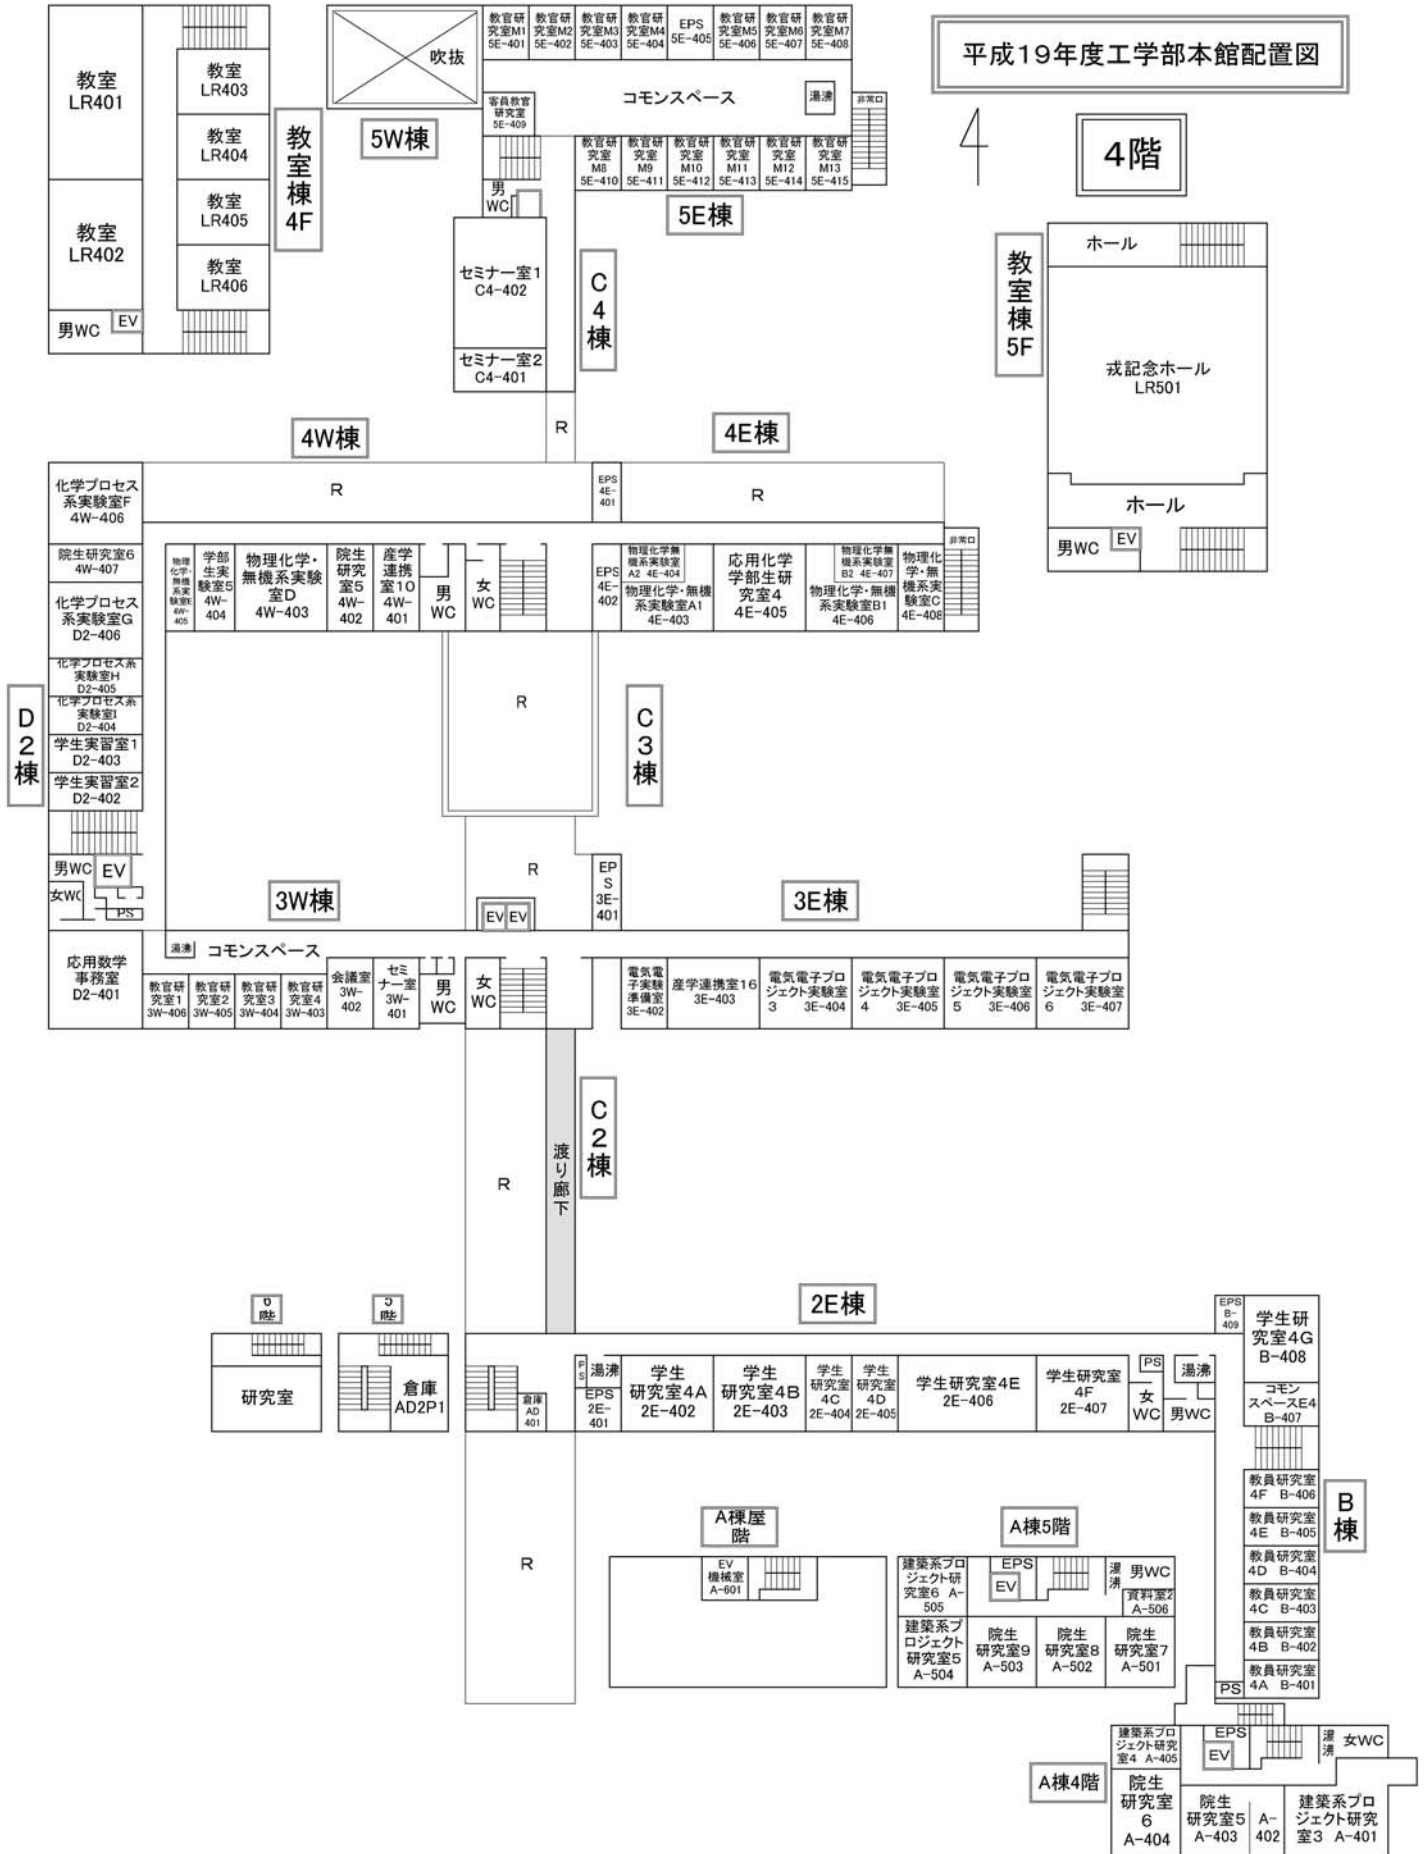 平成19年度工学部本館配置図
4階
4
教室
LR401
教室
LR402
教室
LR403
教室
LR404
教室
LR405
教室
LR406
男WC
EV
教室棟4F
吹抜
5W棟
教官研
究室M1
5E-401
教官研
究室M2
5E-402
教官研
究室M3
5E-403
教官研
究室M4
5E-404
EPS
5E-405
教官研
究室M5
5E-406
教官研
究室M6
5E-407
教官研
究室M7
5E-408
コモンスペース
湯沸
非常口
客員教官
研究室
5E-409
教官研
究室
M8
5E-410
教官研
究室
M9
5E-411
教官研
究室
M10
5E-412
教官研
究室
M11
5E-413
教官研
究室
M12
5E-414
教官研
究室
M13
5E-415
5E棟
男
WC
セミナー室1
C4-402
セミナー室2
C4-401
C4棟
R
教室棟5F
ホール
戎記念ホール
LR501
ホール
男WC
EV
4W棟
4E棟
R
EPS
4E-
401
R
化学プロセス
系実験室F
4W-406
院生研究室6
4W-407
化学プロセス
系実験室G
D2-406
化学プロセス系
実験室H
D2-405
化学プロセス系
実験室I
D2-404
学生実習室1
D2-403
学生実習室2
D2-402
D2棟
男WC
EV
女WC
PS
応用数学
事務室
D2-401
物理
化学・
無機
系実
験室E
4W-
405
学部
生実
験室5
4W-
404
物理化学・
無機系実験
室D
4W-403
院生
研究
室5
4W-
402
産学
連携
室10
4W-
401
男
WC
女
WC
EPS
4E-
402
物理化学無
機系実験室
A2 4E-404
物理化学・無機
系実験室A1
4E-403
応用化学
学部生研
究室4
4E-405
物理化学無
機系実験室
B2 4E-407
物理化学・無機
系実験室B1
4E-406
物理化
学・無
機系実
験室C
4E-408
非常口
R
C3棟
R
EP
S
3E-
401
EV
EV
3W棟
3E棟
湯沸
コモンスペース
教官研
究室1
3W-406
教官研
究室2
3W-405
教官研
究室3
3W-404
教官研
究室4
3W-403
会議室
3W-
402
セミ
ナー室
3W-
401
男
WC
女
WC
電気電
子実験
準備室
3E-402
産学連携室16
3E-403
電気電子プロ
ジェクト実験室
3 3E-404
電気電子プロ
ジェクト実験室
4 3E-405
電気電子プロ
ジェクト実験室
5 3E-406
電気電子プロ
ジェクト実験室
6 3E-407
R
渡り廊下
C2棟
6
階
研究室
5
階
倉庫
AD2P1
2E棟
倉庫
AD
401
P
S
湯沸
EPS
2E-
401
学生
研究室4A
2E-402
学生
研究室4B
2E-403
学生
研究室
4C
2E-404
学生
研究室
4D
2E-405
学生研究室4E
2E-406
学生研究室
4F
2E-407
PS
女
WC
湯沸
男WC
EPS
B-
409
学生研
究室4G
B-408
コモン
スペースE4
B-407
教員研究室
4F B-406
教員研究室
4E B-405
教員研究室
4D B-404
教員研究室
4C B-403
教員研究室
4B B-402
教員研究室
4A B-401
PS
B棟
R
A棟屋
階
EV
機械室
A-601
A棟5階
建築系プロ
ジェクト研
究室6 A-
505
EPS
EV
湯沸
男WC
資料室2
A-506
建築系プ
ロジェクト
研究室5
A-504
院生
研究室9
A-503
院生
研究室8
A-502
院生
研究室7
A-501
A棟4階
建築系プロ
ジェクト研究
室4 A-405
EPS
EV
湯沸
女WC
院生
研究室
6
A-404
院生
研究室5
A-403
A-
402
建築系プロ
ジェクト研究
室3 A-401